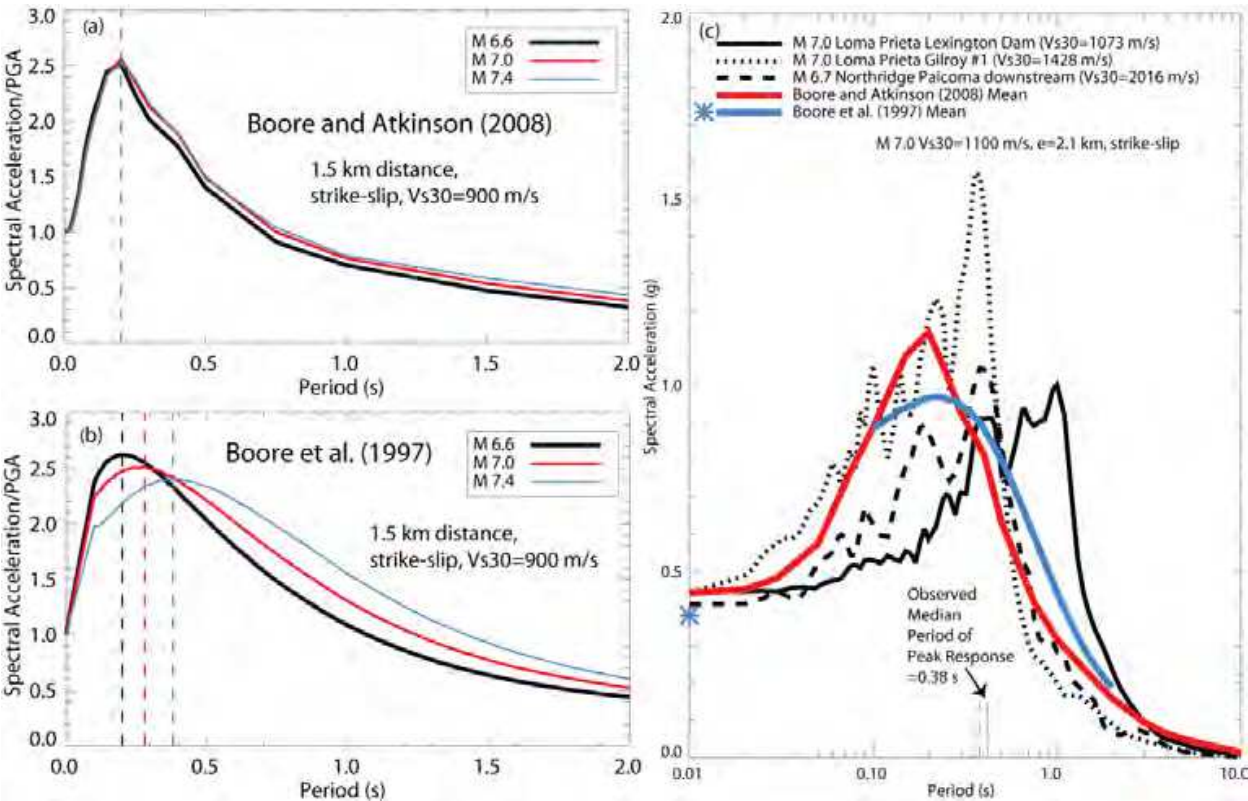 (a)
M 6.6
M 7.0
M 7.4
Boore and Atkinson (2008)
1.5 km distance,
strike-slip, Vs30=900 m/s
Spectral Acceleration/PGA
3.0
2.5
2.0
1.5
1.0
0.5
0.0
0.0 0.5 1.0 1.5 2.0
Period (s)
(b)
M 6.6
M 7.0
M 7.4
Boore et al. (1997)
1.5 km distance,
strike-slip, Vs30=900 m/s
Spectral Acceleration/PGA
3.0
2.5
2.0
1.5
1.0
0.5
0.0
0.0 0.5 1.0 1.5 2.0
Period (s)
(c)
M 7.0 Loma Prieta Lexington Dam (Vs30=1073 m/s)
M 7.0 Loma Prieta Gilroy #1 (Vs30=1428 m/s)
M 6.7 Northridge Paicoma downstream (Vs30=2016 m/s)
Boore and Atkinson (2008) Mean
Boore et al. (1997) Mean
M 7.0 Vs30=1100 m/s, e=2.1 km, strike-slip
Observed
Median
Period of
Peak Response
=0.38 s
Spectral Acceleration (g)
2.0
1.5
1.0
0.5
0.0
0.01 0.10 1.0 10.0
Period (s)